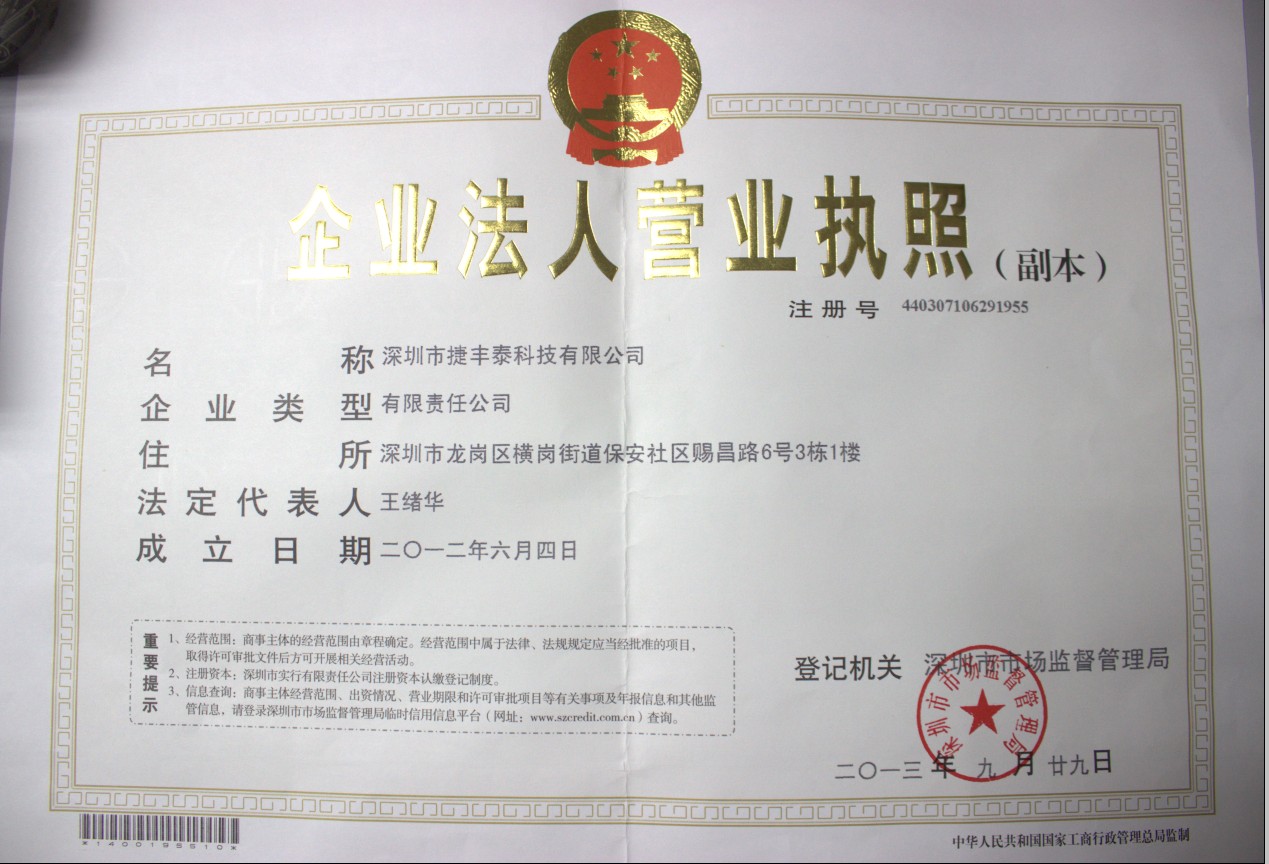 企业法人营业执照（副本）
注册号 440307106291955
名称 深圳市捷丰泰科技有限公司
企业类型 有限责任公司
住所 深圳市龙岗区横岗街道保安社区赐昌路6号3栋1楼
法定代表人 王绪华
成立日期 二〇一二年六月四日
重要提示
1、经营范围：商事主体的经营范围由章程确定。经营范围中属于法律、法规规定应当经批准的项目，
取得许可审批文件后方可开展相关经营活动。
2、注册资本：深圳市实行有限责任公司注册资本认缴登记制度。
3、信息查询：商事主体经营范围、出资情况、营业期限和许可审批项目等有关事项及年报信息和其他监
管信息，请登录深圳市市场监督管理局临时信用信息平台（网址：www.szcredit.com.cn）查询。
登记机关 深圳市市场监督管理局
深圳市市场监督管理局
二〇一三年九月廿九日
*1400195510*
中华人民共和国国家工商行政管理总局监制